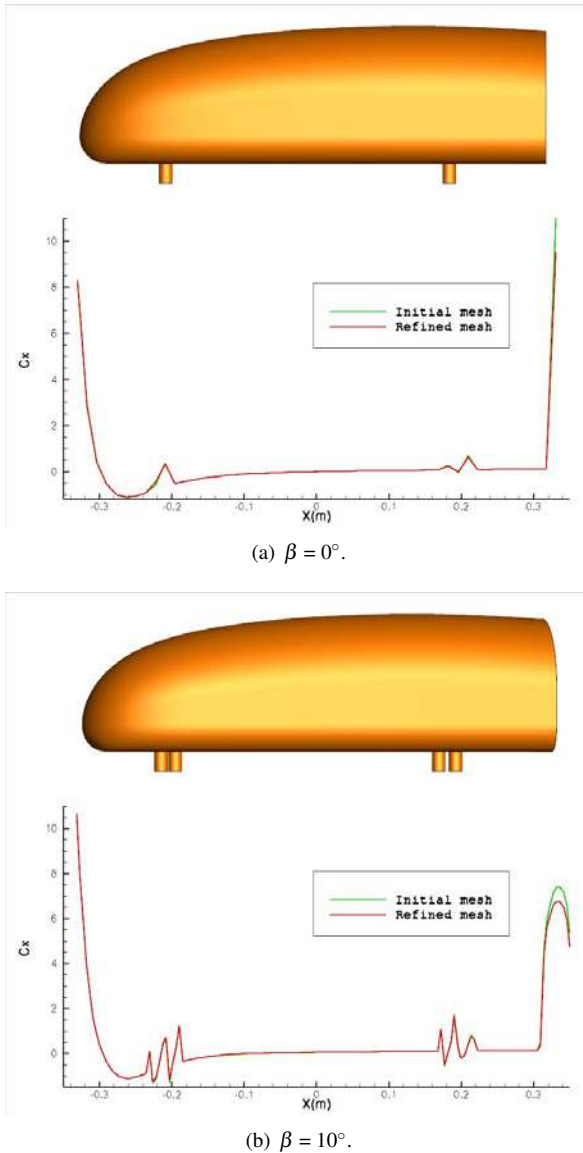 10
8
6
4
2
0
Cx
Initial mesh
Refined mesh
-0.3 -0.2 -0.1 0 0.1 0.2 0.3
X(m)
(a) β = 0°.
10
8
6
4
2
0
Cx
Initial mesh
Refined mesh
-0.3 -0.2 -0.1 0 0.1 0.2 0.3
X(m)
(b) β = 10°.